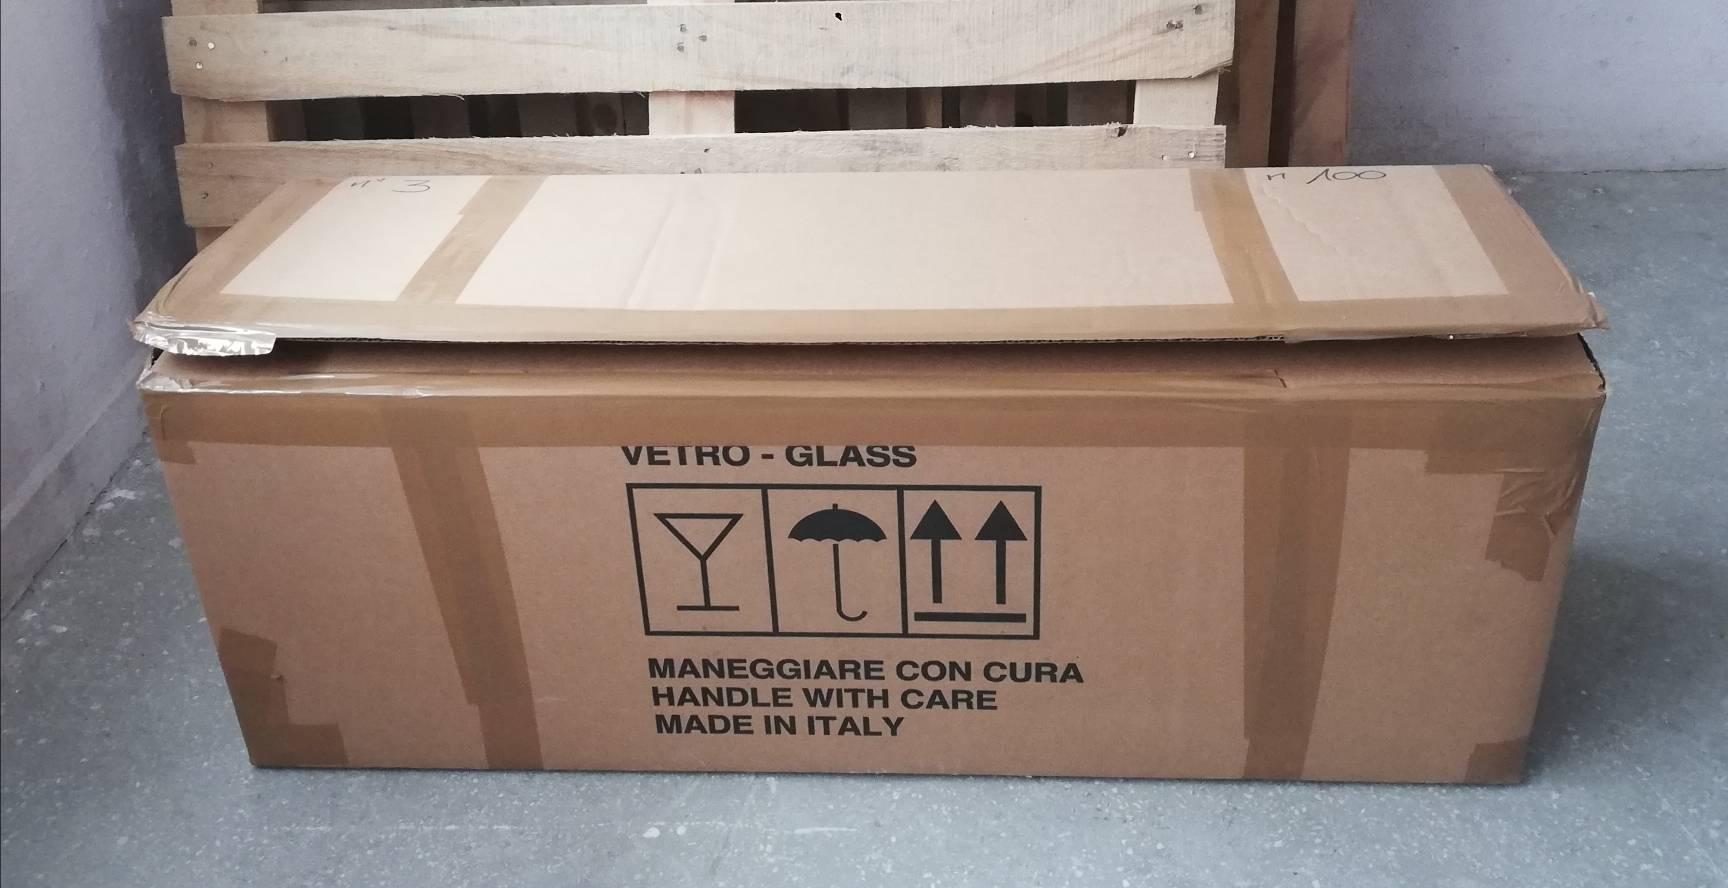 n° 3
n 100
VETRO - GLASS
MANEGGIARE CON CURA
HANDLE WITH CARE
MADE IN ITALY